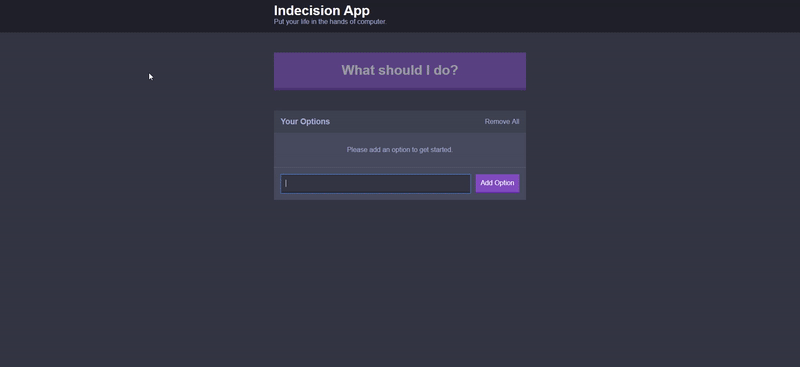 Indecision App
Put your life in the hands of computer.
What should I do?
Your Options
Remove All
Please add an option to get started.
Add Option